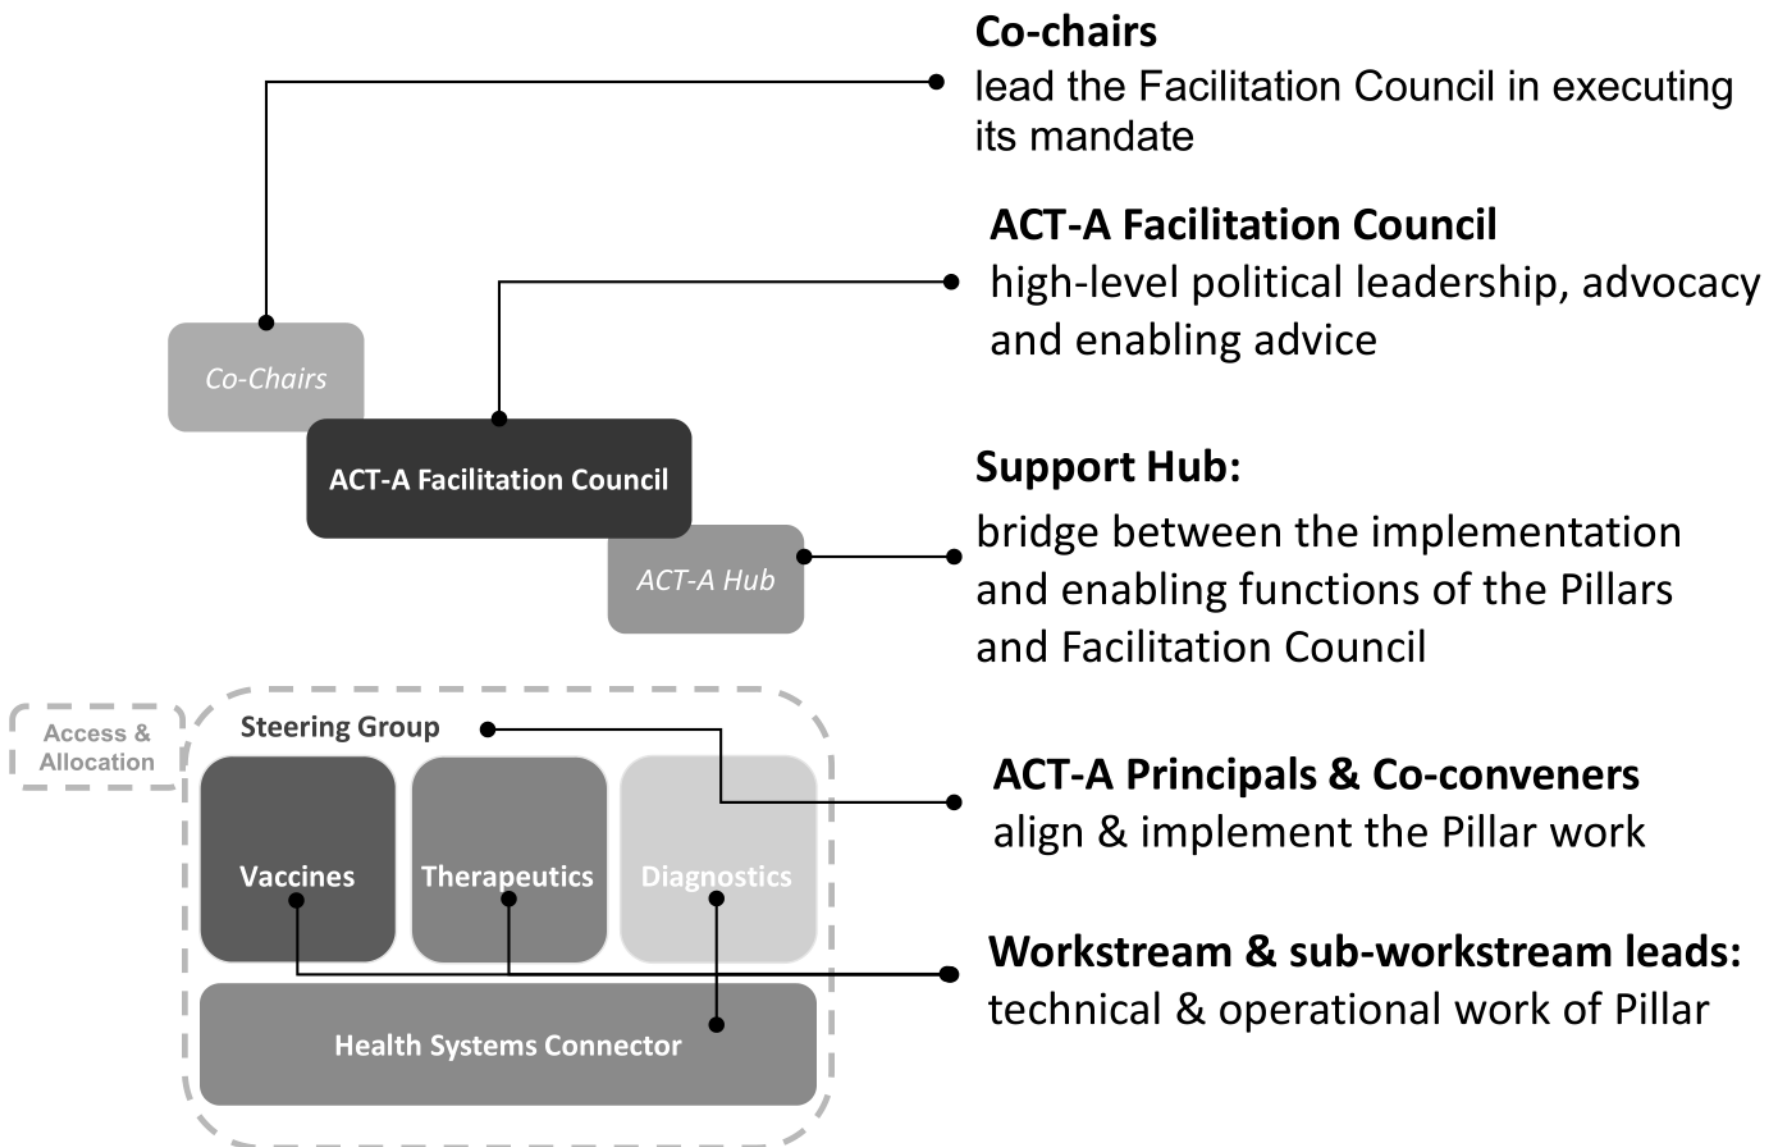 Co-chairs
lead the Facilitation Council in executing
its mandate
ACT-A Facilitation Council
high-level political leadership, advocacy
and enabling advice
Co-Chairs
ACT-A Facilitation Council
Support Hub:
bridge between the implementation
and enabling functions of the Pillars
and Facilitation Council
ACT-A Hub
Access &
Allocation
Steering Group
ACT-A Principals & Co-conveners
align & implement the Pillar work
Vaccines
Therapeutics
Diagnostics
Workstream & sub-workstream leads:
technical & operational work of Pillar
Health Systems Connector